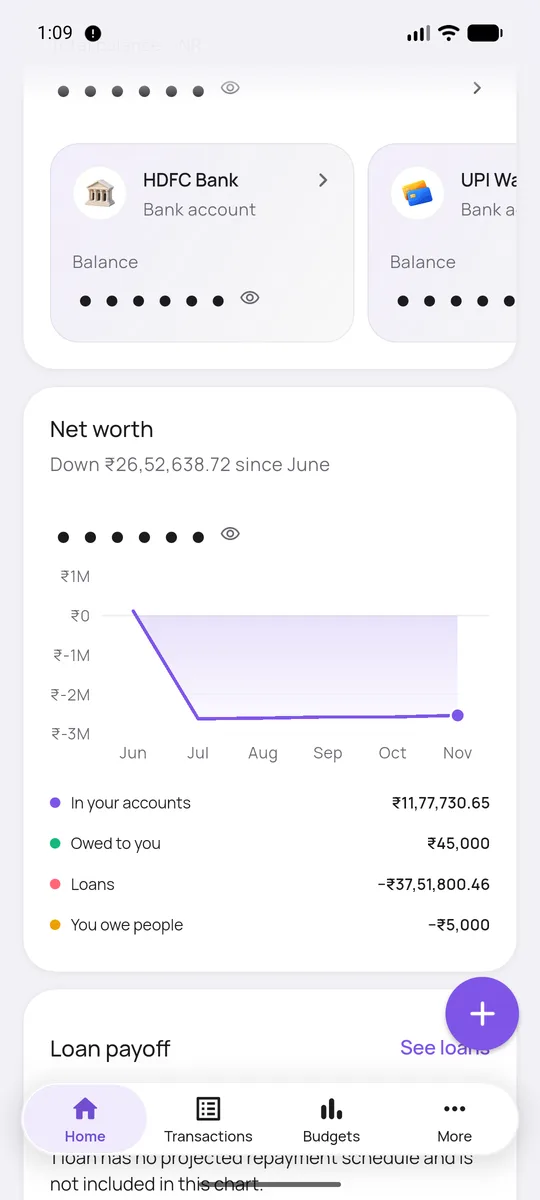 1:09
HDFC Bank
Bank account
Balance
UPI Wa
Bank a
Balance
Net worth
Down ₹26,52,638.72 since June
₹1M
₹0
₹-1M
₹-2M
₹-3M
Jun Jul Aug Sep Oct Nov
In your accounts ₹11,77,730.65
Owed to you ₹45,000
Loans −₹37,51,800.46
You owe people −₹5,000
Loan payoff See loans
Home Transactions Budgets More
1 loan has no projected repayment schedule and is
not included in this chart.